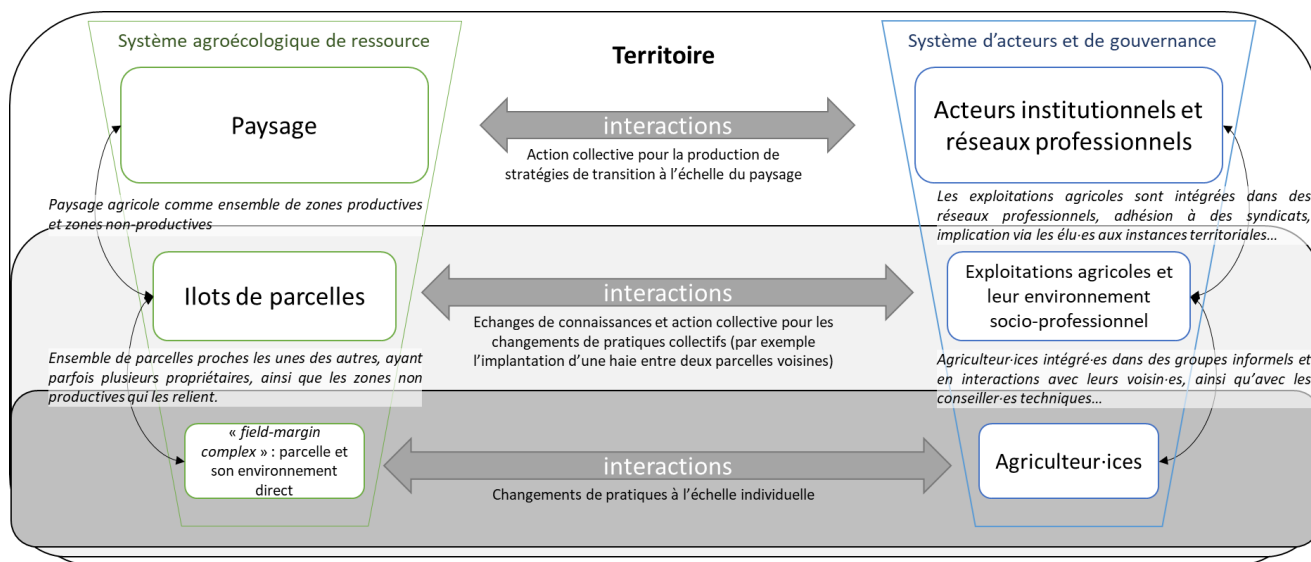 Système agroécologique de ressource
Territoire
Système d'acteurs et de gouvernance
Paysage
interactions
Acteurs institutionnels et
réseaux professionnels
Action collective pour la production de
stratégies de transition à l'échelle du paysage
Paysage agricole comme ensemble de zones productives
et zones non-productives
Les exploitations agricoles sont intégrées dans des
réseaux professionnels, adhésion à des syndicats,
implication via les élu·es aux instances territoriales…
Ilots de parcelles
interactions
Exploitations agricoles et
leur environnement
socio-professionnel
Echanges de connaissances et action collective pour les
changements de pratiques collectifs (par exemple
l'implantation d'une haie entre deux parcelles voisines)
Ensemble de parcelles proches les unes des autres, ayant
parfois plusieurs propriétaires, ainsi que les zones non
productives qui les relient.
Agriculteur·ices intégré·es dans des groupes informels et
en interactions avec leurs voisin·es, ainsi qu'avec les
conseiller·es techniques…
« field-margin
complex » : parcelle et
son environnement
direct
interactions
Agriculteur·ices
Changements de pratiques à l'échelle individuelle